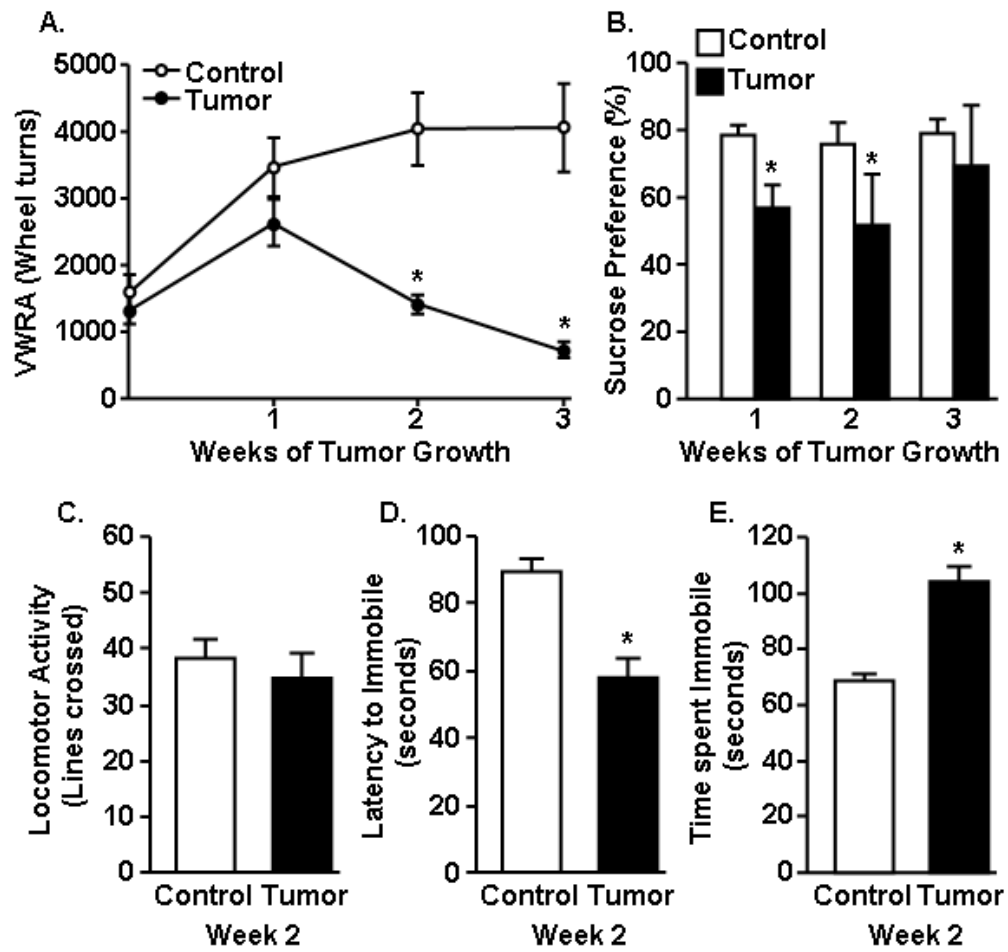 A.
VWRA (Wheel turns)
5000
4000
3000
2000
1000
0
Control
Tumor
*
*
1 2 3
Weeks of Tumor Growth
B.
Control
Tumor
Sucrose Preference (%)
100
80
60
40
20
0
*
*
1 2 3
Weeks of Tumor Growth
C.
Locomotor Activity
(Lines crossed)
60
50
40
30
20
10
0
Control Tumor
Week 2
D.
Latency to Immobile
(seconds)
100
80
60
40
20
0
*
Control Tumor
Week 2
E.
Time spent Immobile
(seconds)
120
100
80
60
40
20
0
*
Control Tumor
Week 2